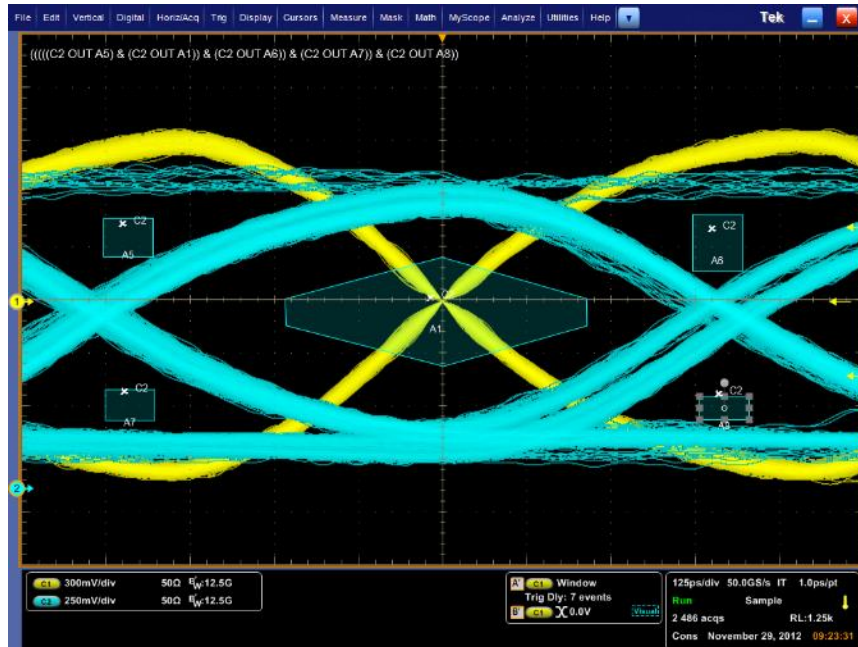 File Edit Vertical Digital Horiz/Acq Trig Display Cursors Measure Mask Math MyScope Analyze Utilities Help Tek X
(((((C2 OUT A5) & (C2 OUT A1)) & (C2 OUT A6)) & (C2 OUT A7)) & (C2 OUT A8))
C2
A5
C2
A6
1
A1
C2
A7
C2
2
C1 300mV/div 50Ω BW:12.5G
C2 250mV/div 50Ω BW:12.5G
A' C1 Window
Trig Dly: 7 events
B' C1 0.0V Visual
125ps/div 50.0GS/s IT 1.0ps/pt
Run Sample
2 486 acqs RL:1.25k
Cons November 29, 2012 09:23:31